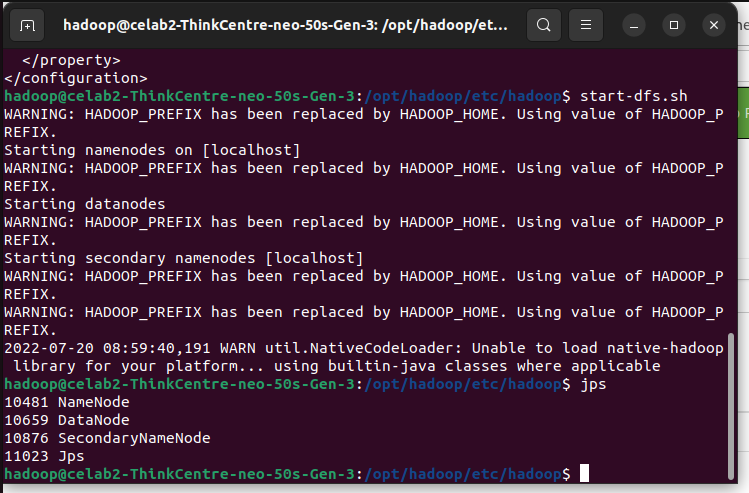 hadoop@celab2-ThinkCentre-neo-50s-Gen-3: /opt/hadoop/et...
  </property>
</configuration>
hadoop@celab2-ThinkCentre-neo-50s-Gen-3:/opt/hadoop/etc/hadoop$ start-dfs.sh
WARNING: HADOOP_PREFIX has been replaced by HADOOP_HOME. Using value of HADOOP_P
REFIX.
Starting namenodes on [localhost]
WARNING: HADOOP_PREFIX has been replaced by HADOOP_HOME. Using value of HADOOP_P
REFIX.
Starting datanodes
WARNING: HADOOP_PREFIX has been replaced by HADOOP_HOME. Using value of HADOOP_P
REFIX.
Starting secondary namenodes [localhost]
WARNING: HADOOP_PREFIX has been replaced by HADOOP_HOME. Using value of HADOOP_P
REFIX.
WARNING: HADOOP_PREFIX has been replaced by HADOOP_HOME. Using value of HADOOP_P
REFIX.
2022-07-20 08:59:40,191 WARN util.NativeCodeLoader: Unable to load native-hadoop
 library for your platform... using builtin-java classes where applicable
hadoop@celab2-ThinkCentre-neo-50s-Gen-3:/opt/hadoop/etc/hadoop$ jps
10481 NameNode
10659 DataNode
10876 SecondaryNameNode
11023 Jps
hadoop@celab2-ThinkCentre-neo-50s-Gen-3:/opt/hadoop/etc/hadoop$